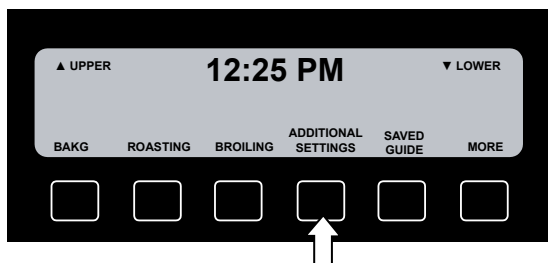 ▲ UPPER 12:25 PM ▼ LOWER
BAKG ROASTING BROILING ADDITIONAL SETTINGS SAVED GUIDE MORE